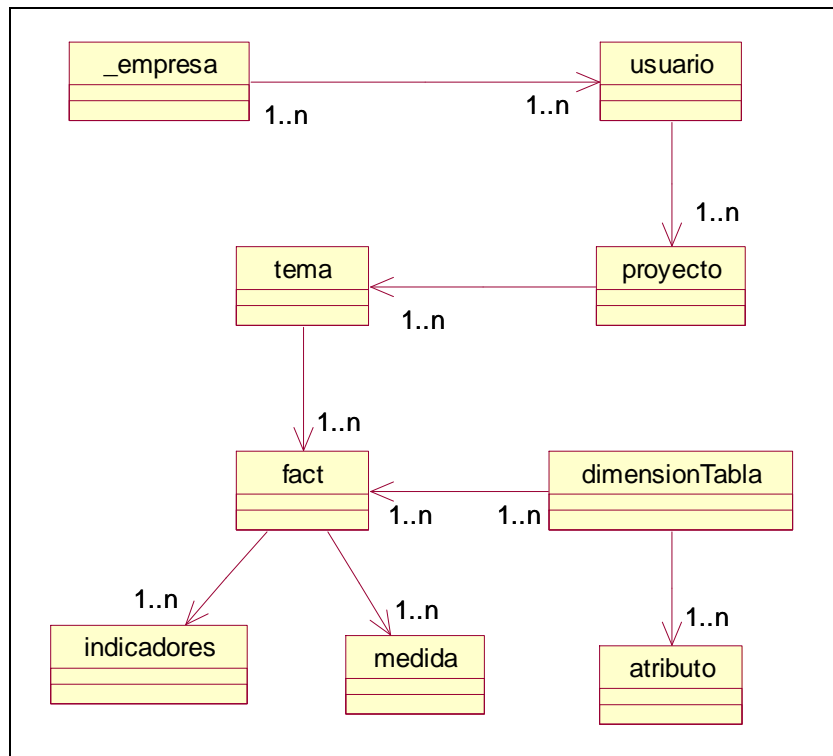 _empresa
usuario
1..n
1..n
1..n
tema
proyecto
1..n
1..n
fact
dimensionTabla
1..n
1..n
1..n
1..n
1..n
indicadores
medida
atributo